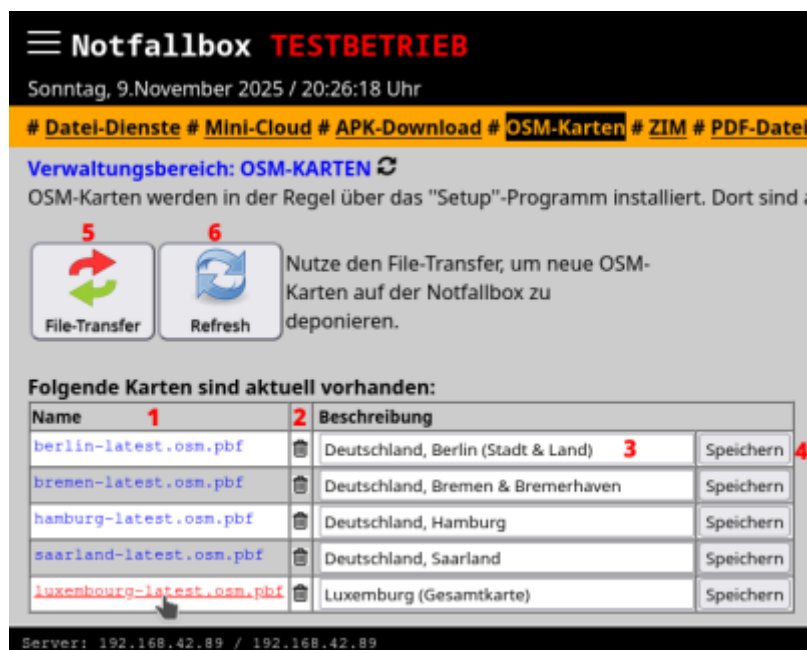 Notfallbox TESTBETRIEB
Sonntag, 9.November 2025 / 20:26:18 Uhr
# Datei-Dienste # Mini-Cloud # APK-Download # OSM-Karten # ZIM # PDF-Datei
Verwaltungsbereich: OSM-KARTEN
OSM-Karten werden in der Regel über das "Setup"-Programm installiert. Dort sind
5 6
File-Transfer Refresh
Nutze den File-Transfer, um neue OSM-
Karten auf der Notfallbox zu
deponieren.
Folgende Karten sind aktuell vorhanden:
Name 1 2 Beschreibung
berlin-latest.osm.pbf Deutschland, Berlin (Stadt & Land) 3 Speichern 4
bremen-latest.osm.pbf Deutschland, Bremen & Bremerhaven Speichern
hamburg-latest.osm.pbf Deutschland, Hamburg Speichern
saarland-latest.osm.pbf Deutschland, Saarland Speichern
luxembourg-latest.osm.pbf Luxemburg (Gesamtkarte) Speichern
Server: 192.168.42.89 / 192.168.42.89